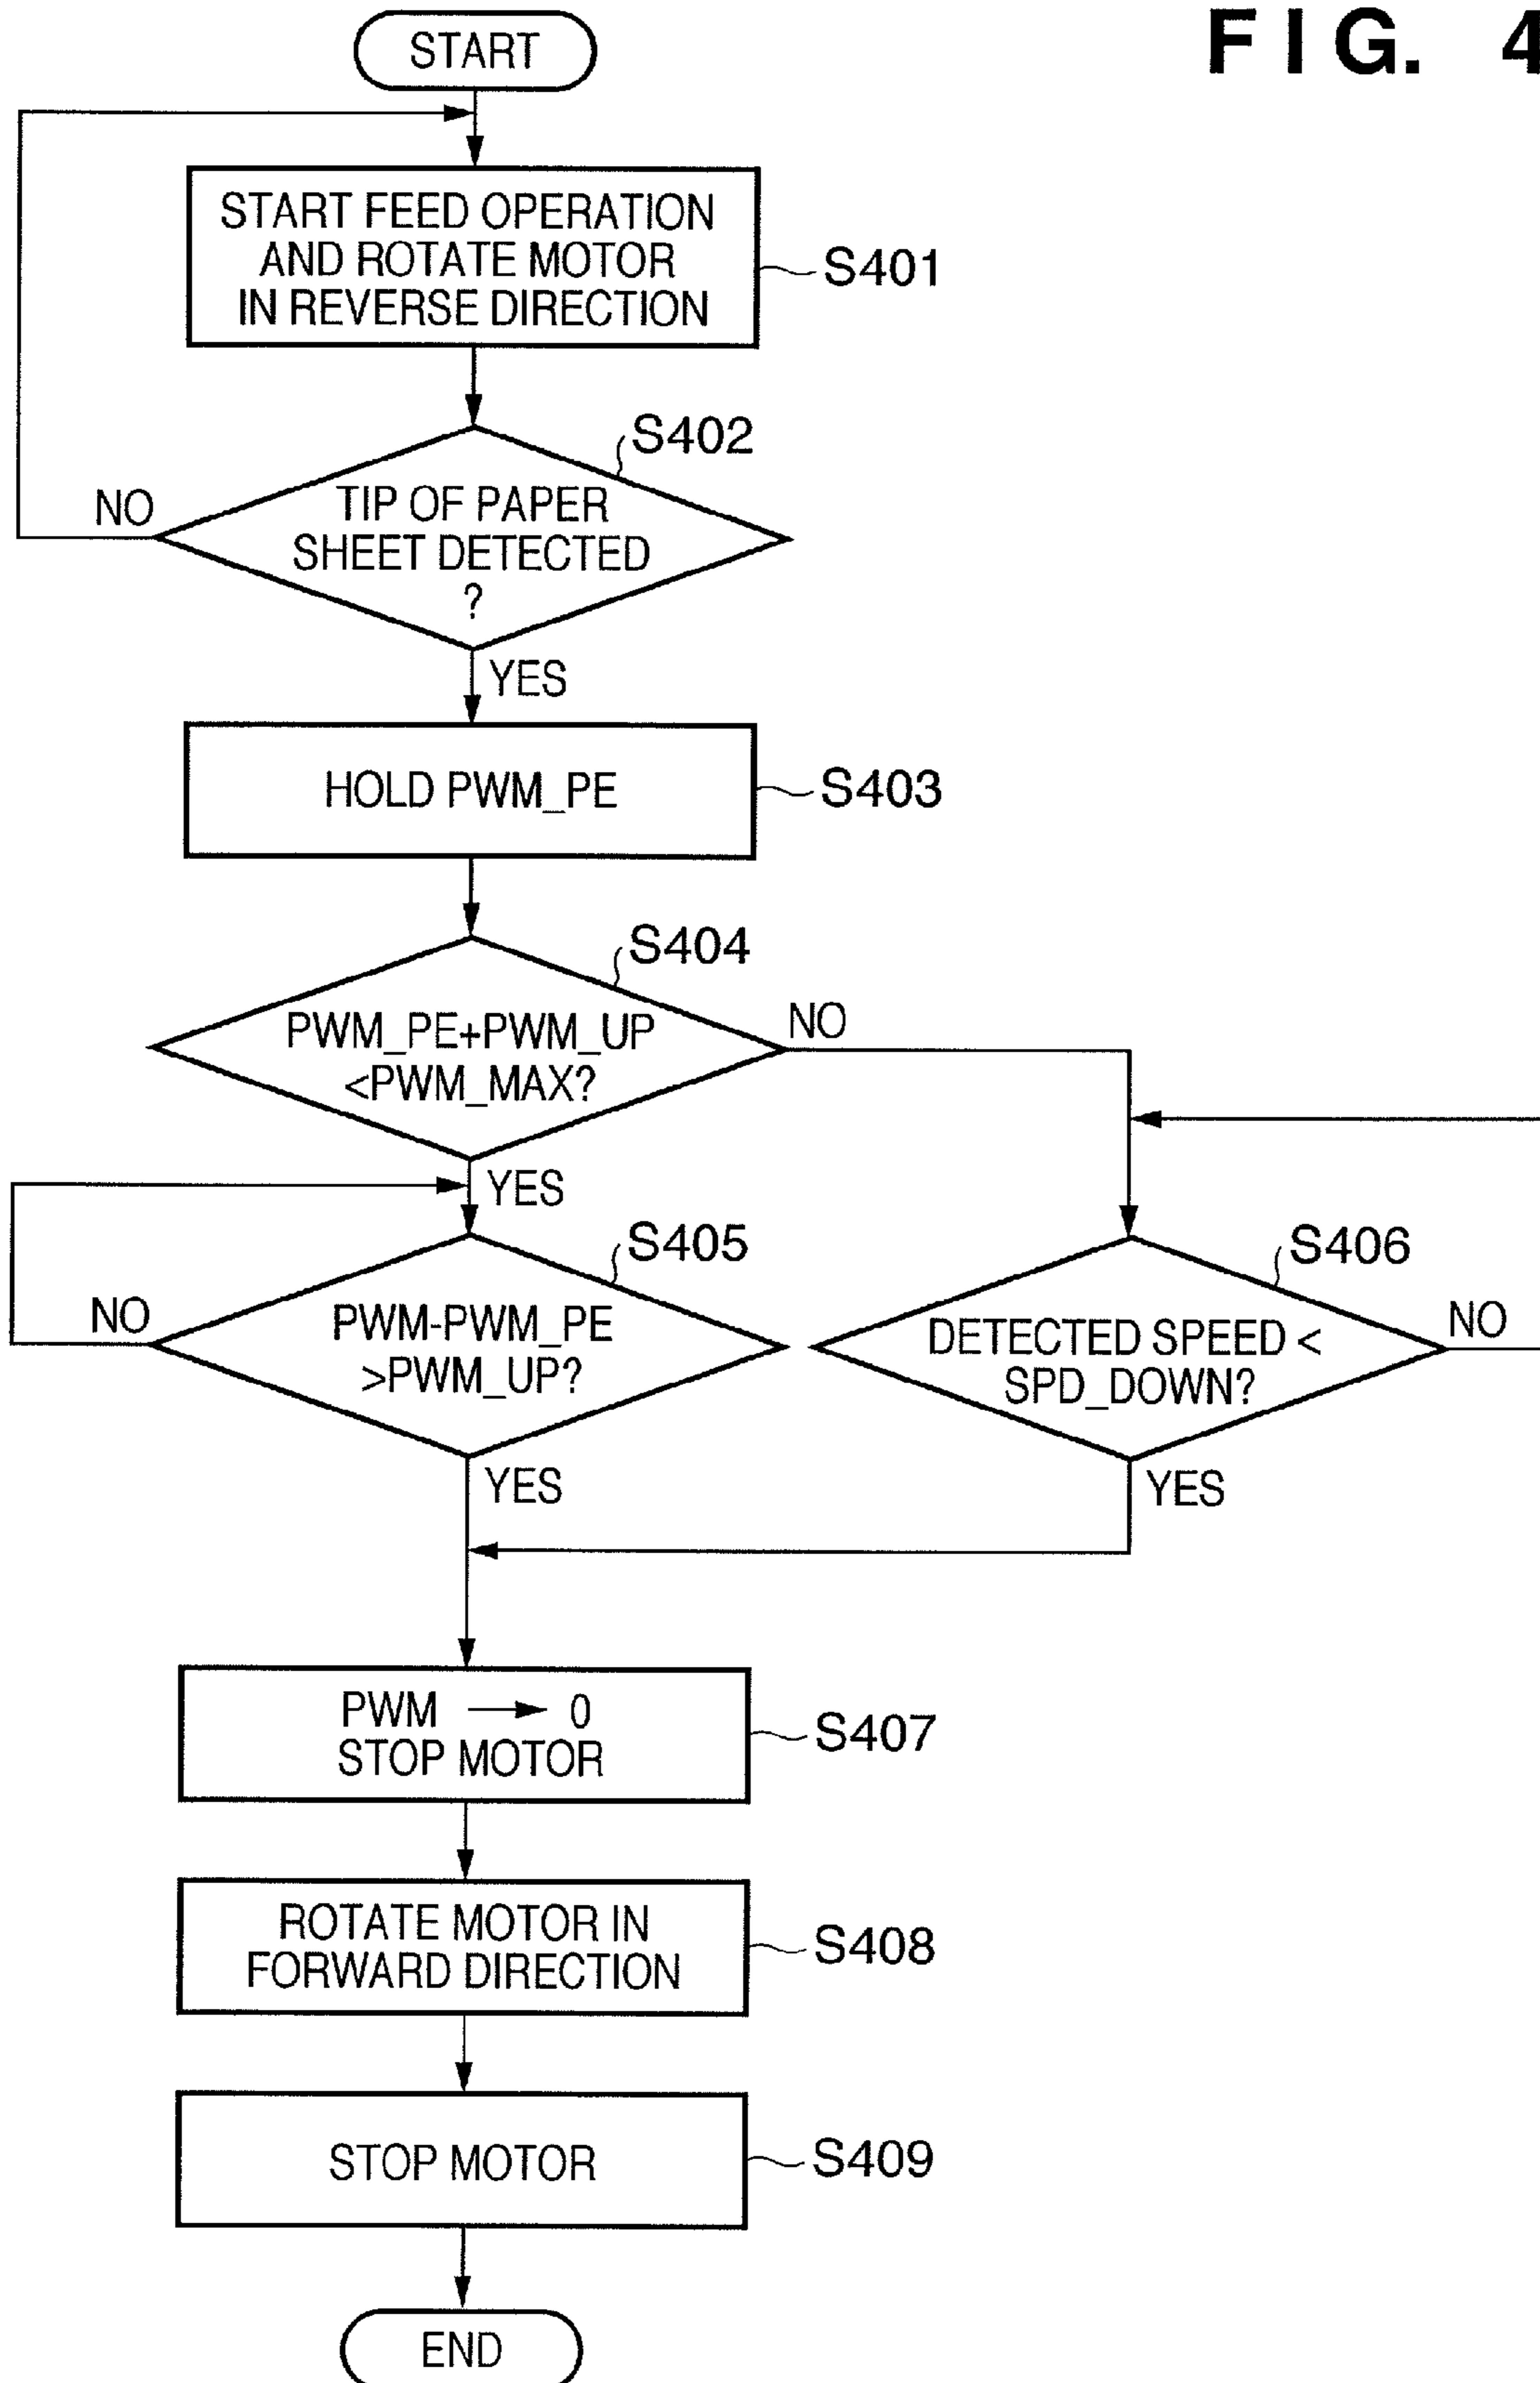 FIG. 4
START
START FEED OPERATION
AND ROTATE MOTOR
IN REVERSE DIRECTION
S401
S402
NO
TIP OF PAPER
SHEET DETECTED
?
YES
HOLD PWM_PE
S403
S404
PWM_PE+PWM_UP
<PWM_MAX?
NO
YES
S405
NO
PWM-PWM_PE
>PWM_UP?
YES
S406
DETECTED SPEED <
SPD_DOWN?
NO
YES
PWM → 0
STOP MOTOR
S407
ROTATE MOTOR IN
FORWARD DIRECTION
S408
STOP MOTOR
S409
END